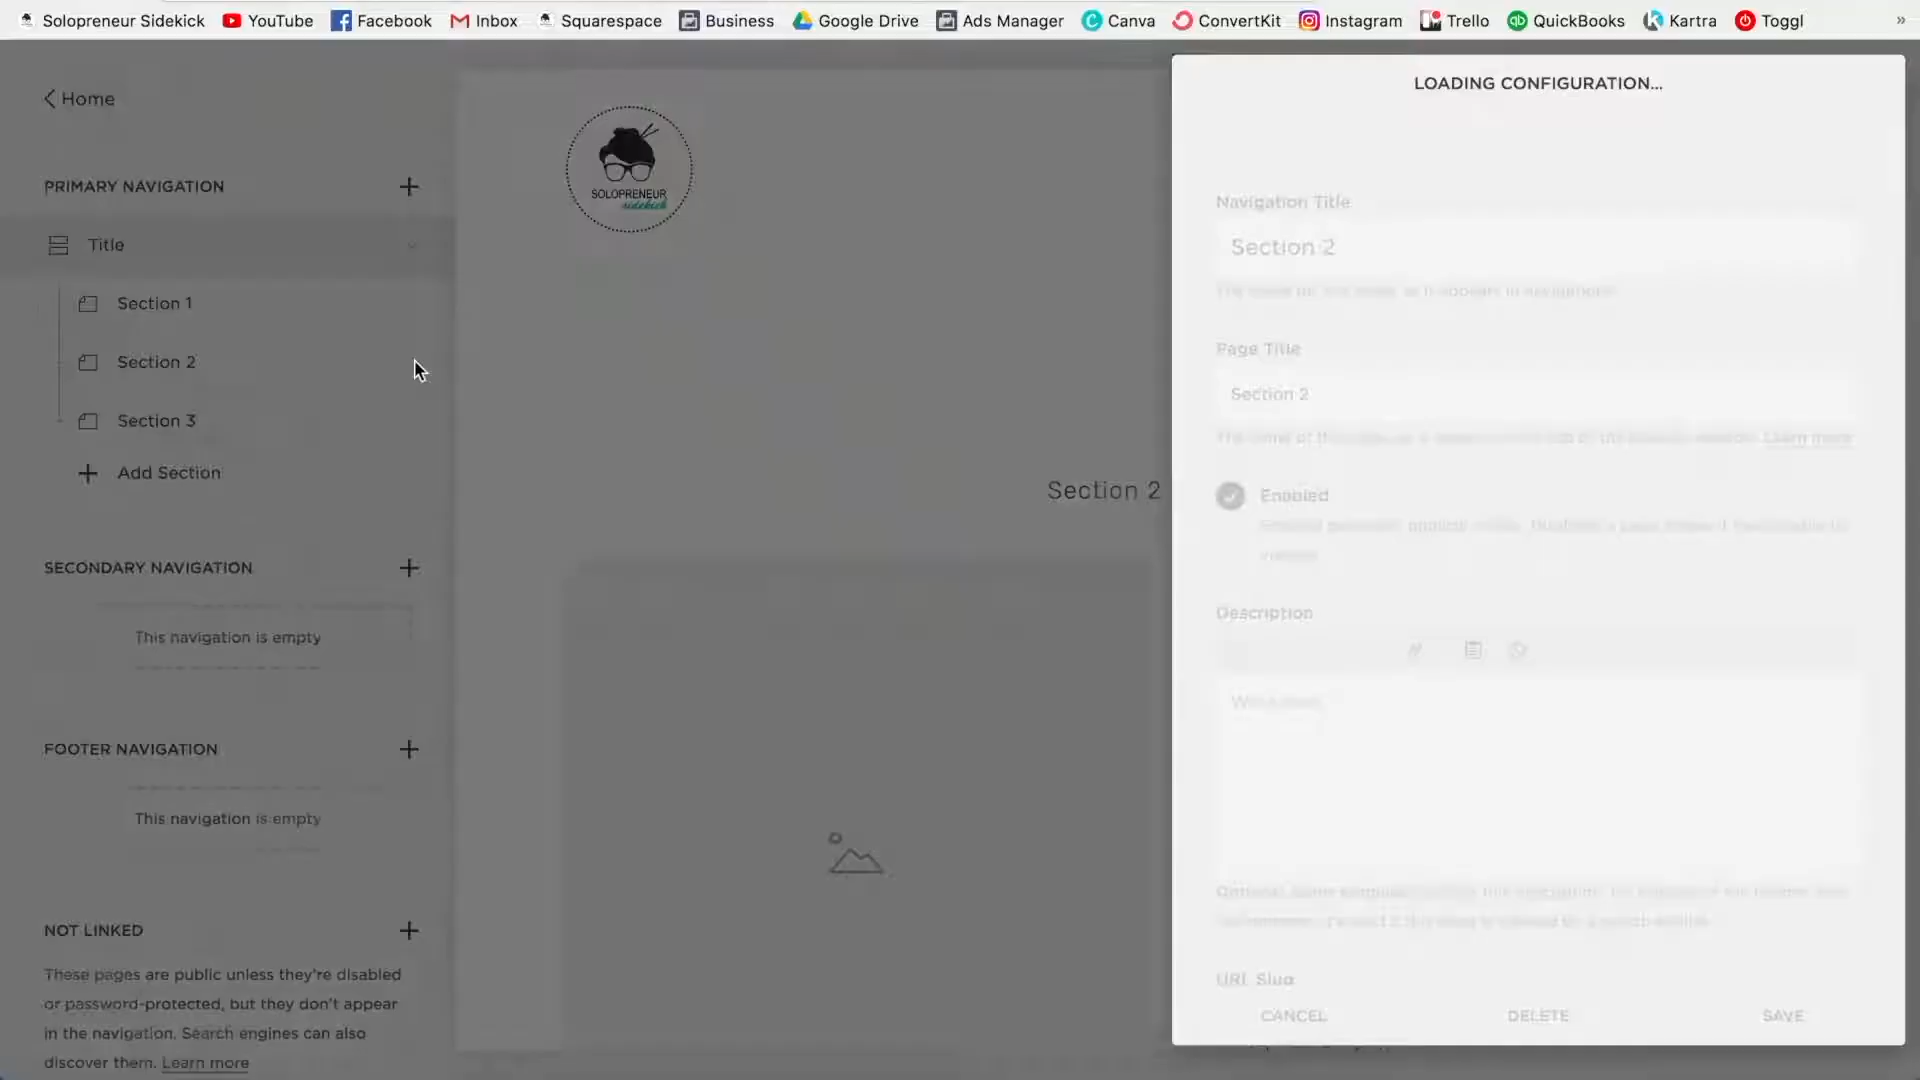 Solopreneur Sidekick YouTube Facebook Inbox Squarespace Business Google Drive Ads Manager Canva ConvertKit Instagram Trello QuickBooks Kartra Toggl »
Home
PRIMARY NAVIGATION
Title
Section 1
Section 2
Section 3
Add Section
SECONDARY NAVIGATION
This navigation is empty
FOOTER NAVIGATION
This navigation is empty
NOT LINKED
These pages are public unless they're disabled
or password-protected, but they don't appear
in the navigation. Search engines can also
discover them. Learn more
SOLOPRENEUR
sidekick
Section 2
LOADING CONFIGURATION...
Navigation Title
Section 2
Page Title
Section 2
Learn more
Enabled
Description
URL Slug
CANCEL DELETE SAVE